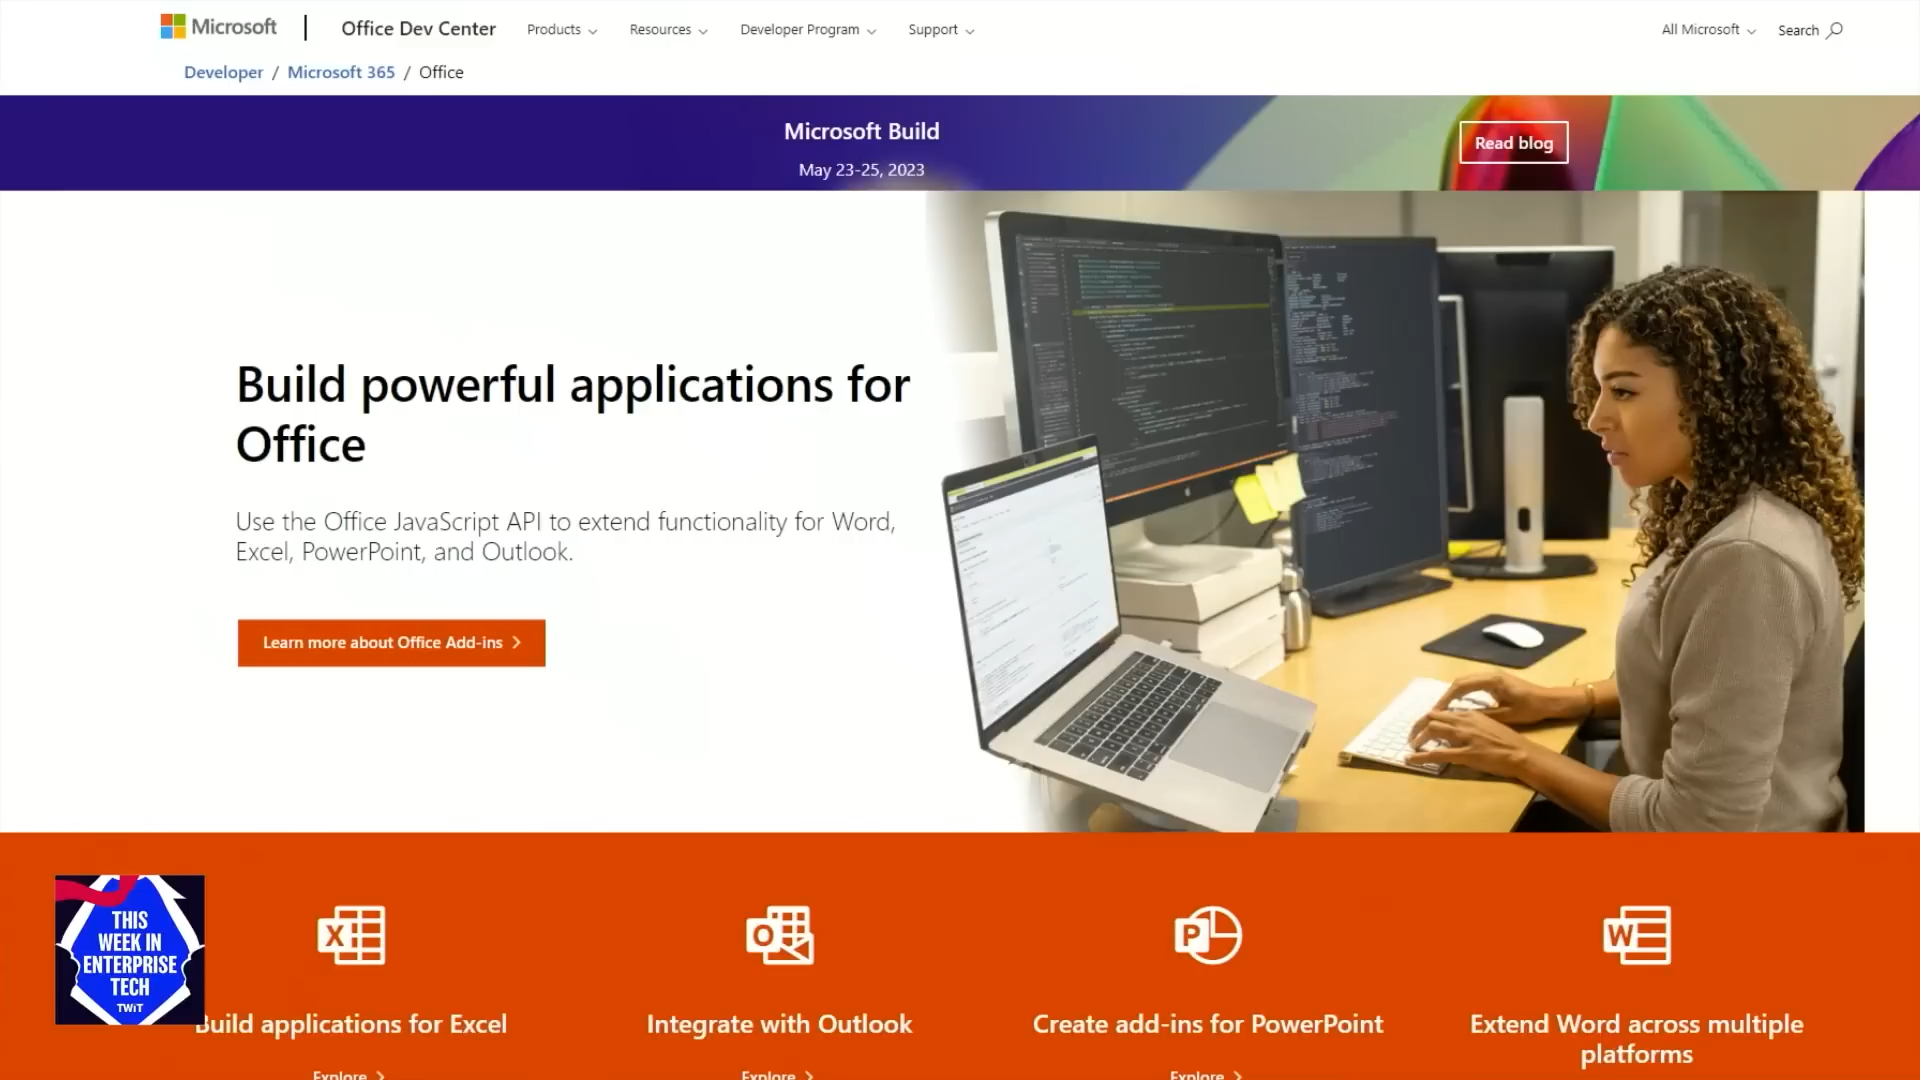 Microsoft
Office Dev Center
Products
Resources
Developer Program
Support
All Microsoft
Search
Developer / Microsoft 365 / Office
Microsoft Build
May 23-25, 2023
Read blog
Build powerful applications for
Office
Use the Office JavaScript API to extend functionality for Word,
Excel, PowerPoint, and Outlook.
Learn more about Office Add-ins
THIS
WEEK IN
ENTERPRISE
TECH
TWiT
X
Build applications for Excel
Explore
O
Integrate with Outlook
Explore
P
Create add-ins for PowerPoint
Explore
W
Extend Word across multiple
platforms